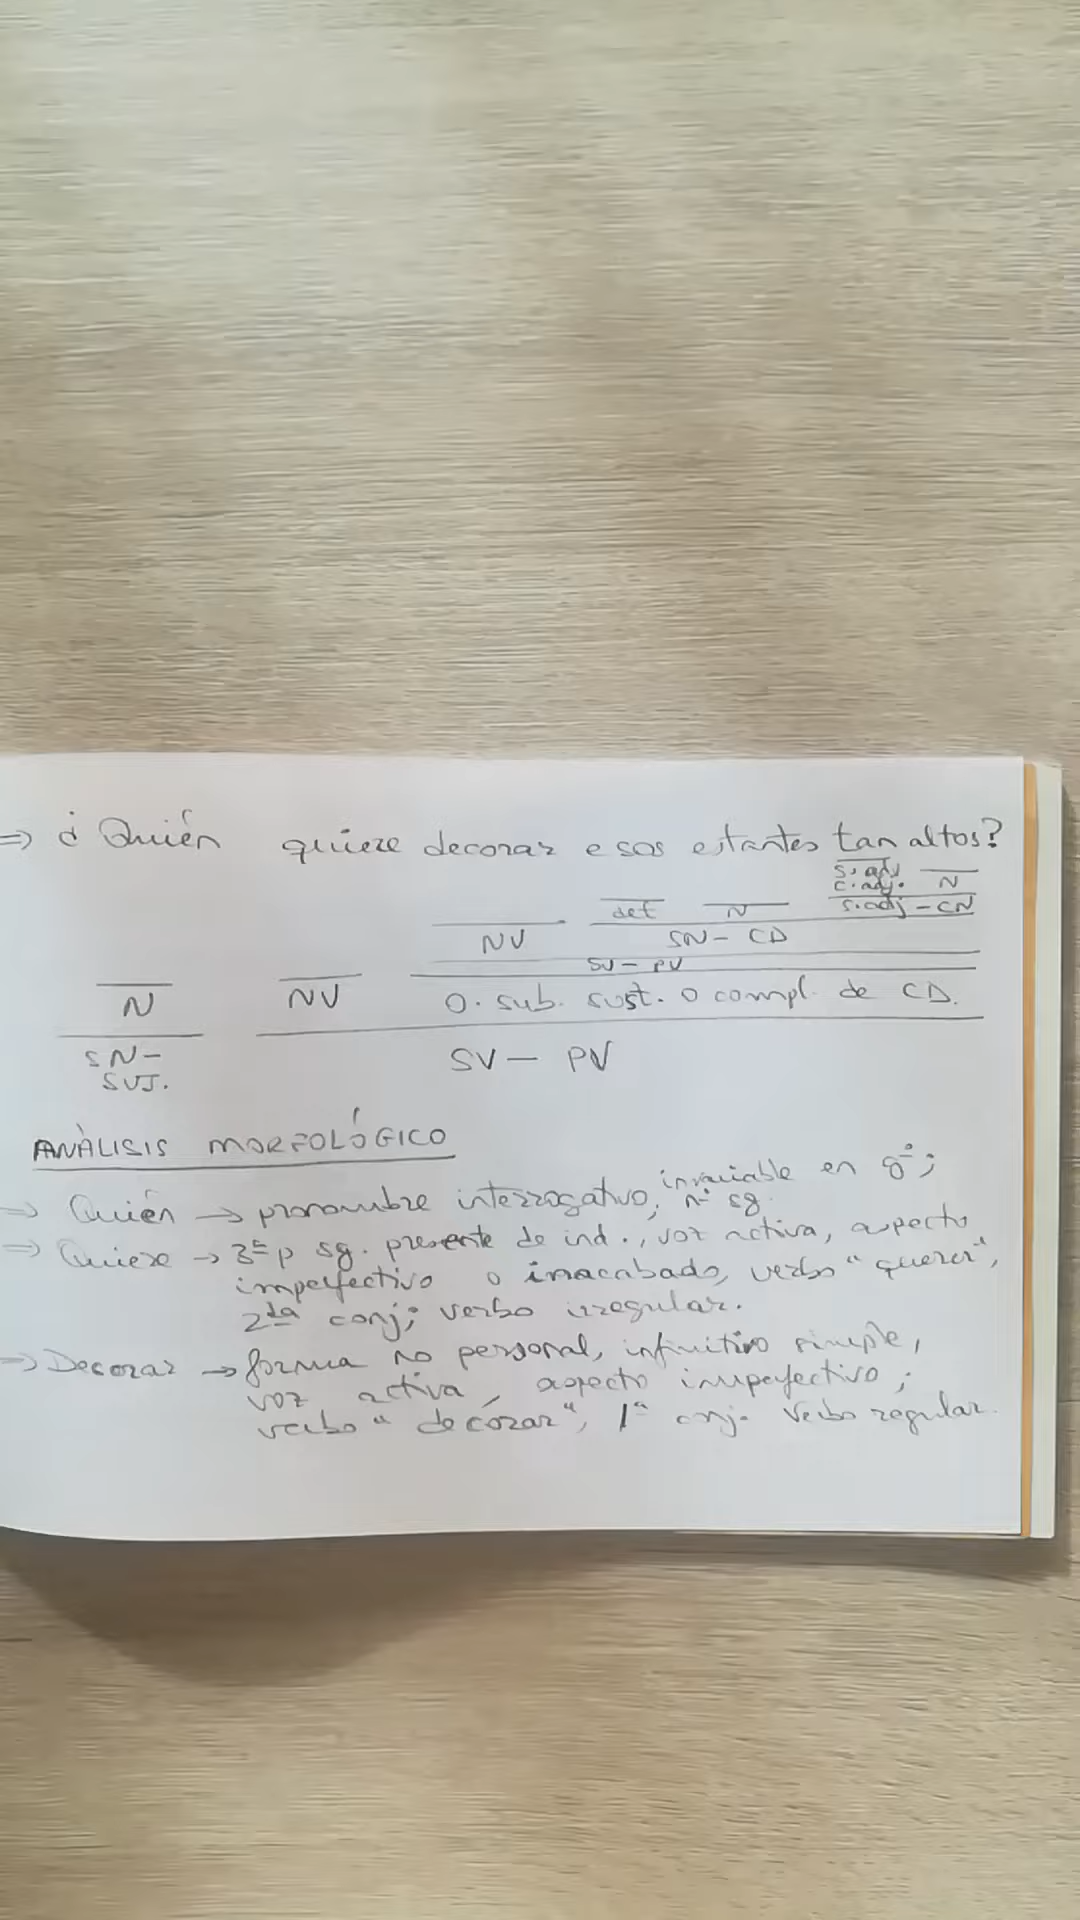 => ¿Quién quiere decorar esos estantes tan altos?
S. adv
C. adj. N
det N S. adj - CN
NV SN - CD
SV - PV
N NV O. sub. sust. o compl. de CD.
SN - SV - PV
SUJ.
ANÁLISIS MORFOLÓGICO
=> Quién -> pronombre interrogativo, invariable en gº;
nº sg.
=> Quiere -> 3ª p sg. presente de ind., voz activa, aspecto
imperfectivo o inacabado, verbo "querer",
2da conj; verbo irregular.
=> Decorar -> forma no personal, infinitivo simple,
voz activa, aspecto imperfectivo;
verbo "decorar", 1ª conj. Verbo regular.